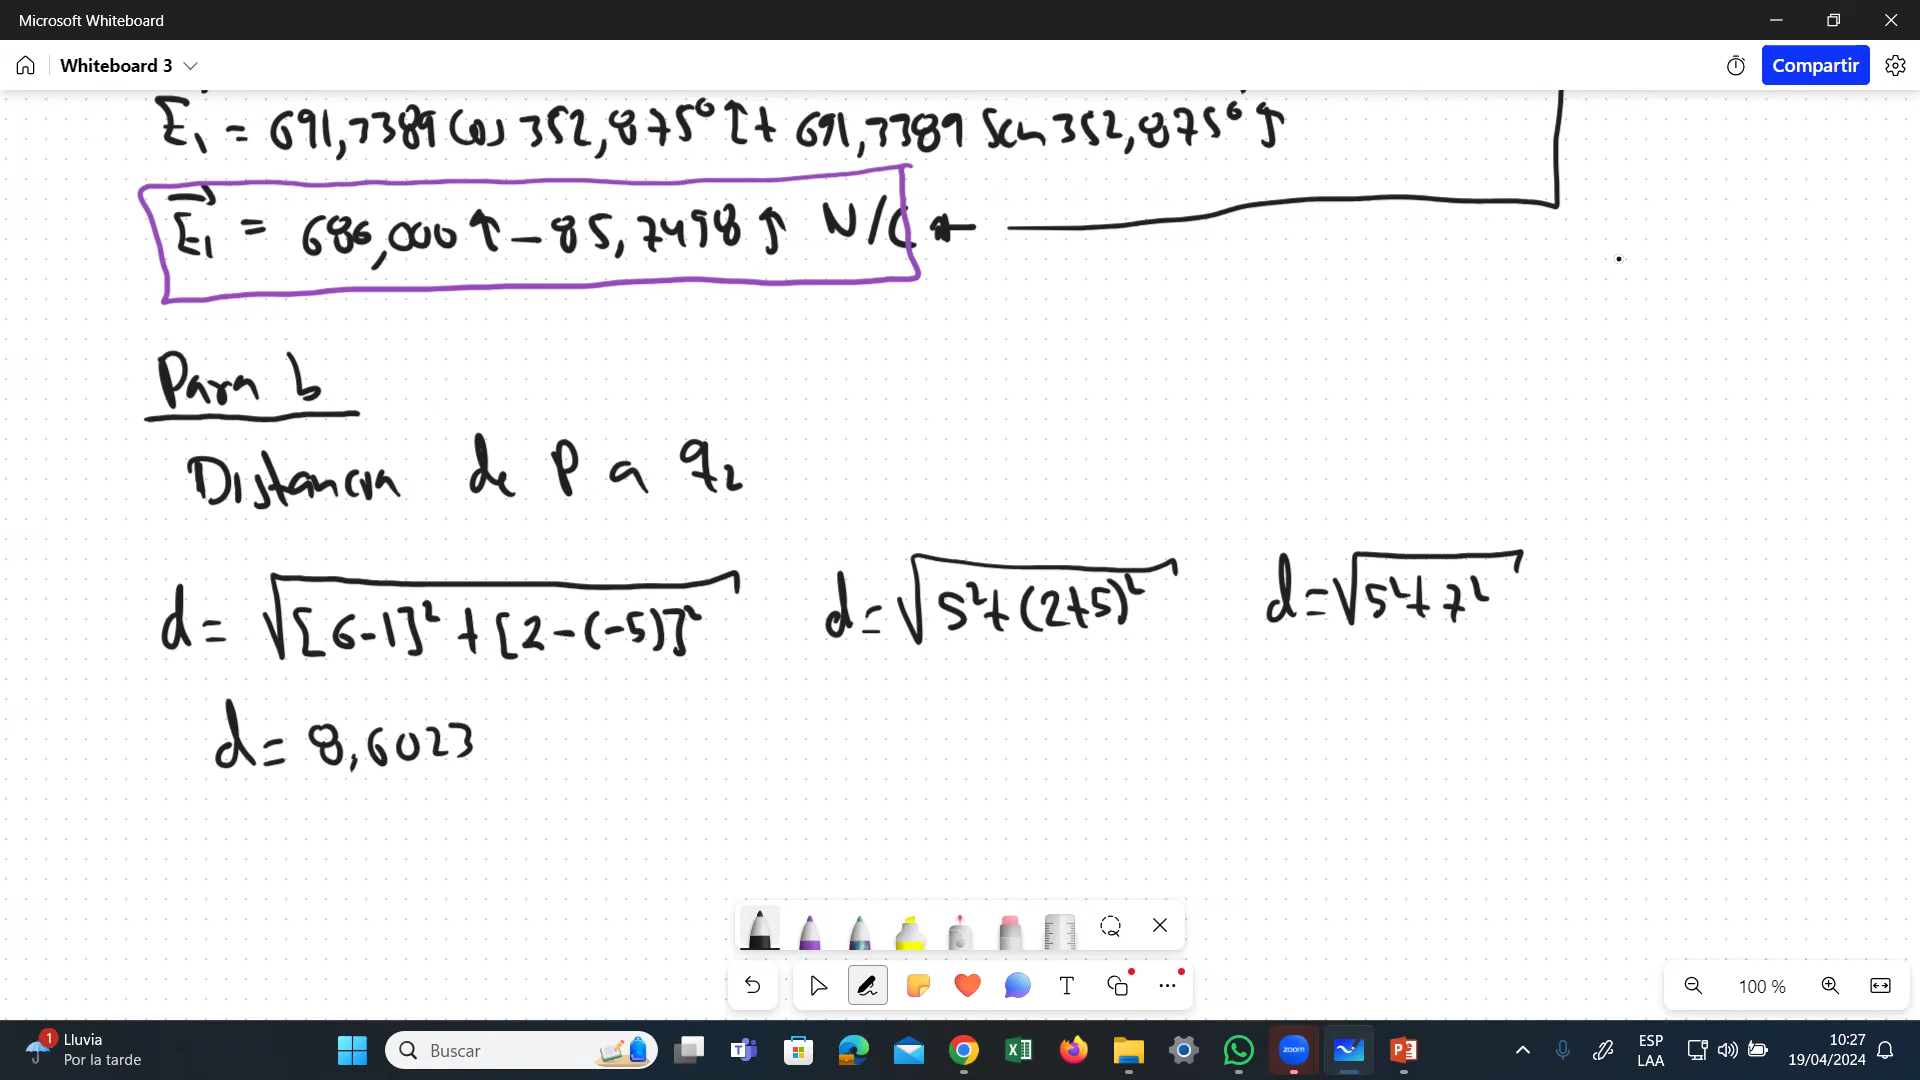 Microsoft Whiteboard
Whiteboard 3
Compartir
E₁ = 691,7389 Cos 352,875° î + 691,7389 Sen 352,875° ĵ
E₁ = 686,000 î - 85,7498 ĵ N/C
Para b
Distancia de P a q₂
d = √[6-1]² + [2-(-5)]² d = √5² + (2+5)² d = √5² + 7²
d = 8,6023
100 %
1 Lluvia
Por la tarde
Buscar
zoom
ESP
LAA
10:27
19/04/2024